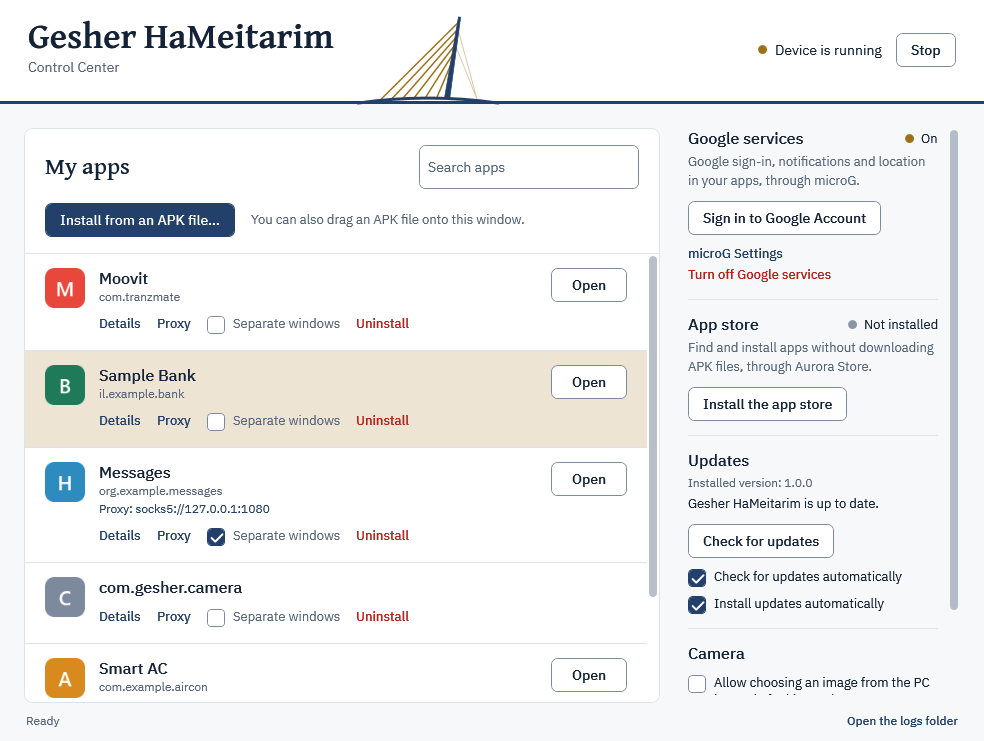 Gesher HaMeitarim
Control Center
Device is running
Stop
My apps
Search apps
Install from an APK file...
You can also drag an APK file onto this window.
M
Moovit
com.tranzmate
Open
Details Proxy Separate windows Uninstall
B
Sample Bank
il.example.bank
Open
Details Proxy Separate windows Uninstall
H
Messages
org.example.messages
Proxy: socks5://127.0.0.1:1080
Open
Details Proxy Separate windows Uninstall
C
com.gesher.camera
Details Proxy Separate windows Uninstall
A
Smart AC
com.example.aircon
Open
Google services
On
Google sign-in, notifications and location
in your apps, through microG.
Sign in to Google Account
microG Settings
Turn off Google services
App store
Not installed
Find and install apps without downloading
APK files, through Aurora Store.
Install the app store
Updates
Installed version: 1.0.0
Gesher HaMeitarim is up to date.
Check for updates
Check for updates automatically
Install updates automatically
Camera
Allow choosing an image from the PC
Ready
Open the logs folder